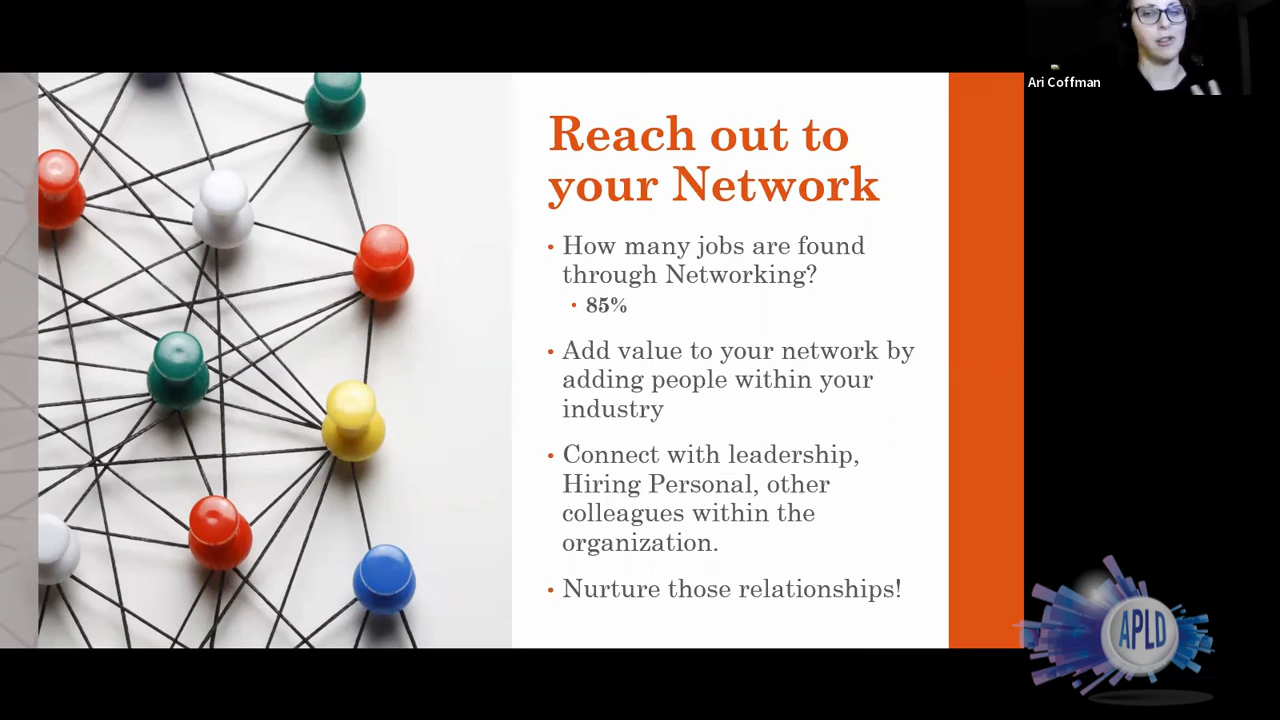 Ari Coffman
Reach out to
your Network
• How many jobs are found
through Networking?
• 85%
• Add value to your network by
adding people within your
industry
• Connect with leadership,
Hiring Personal, other
colleagues within the
organization.
• Nurture those relationships!
APLD